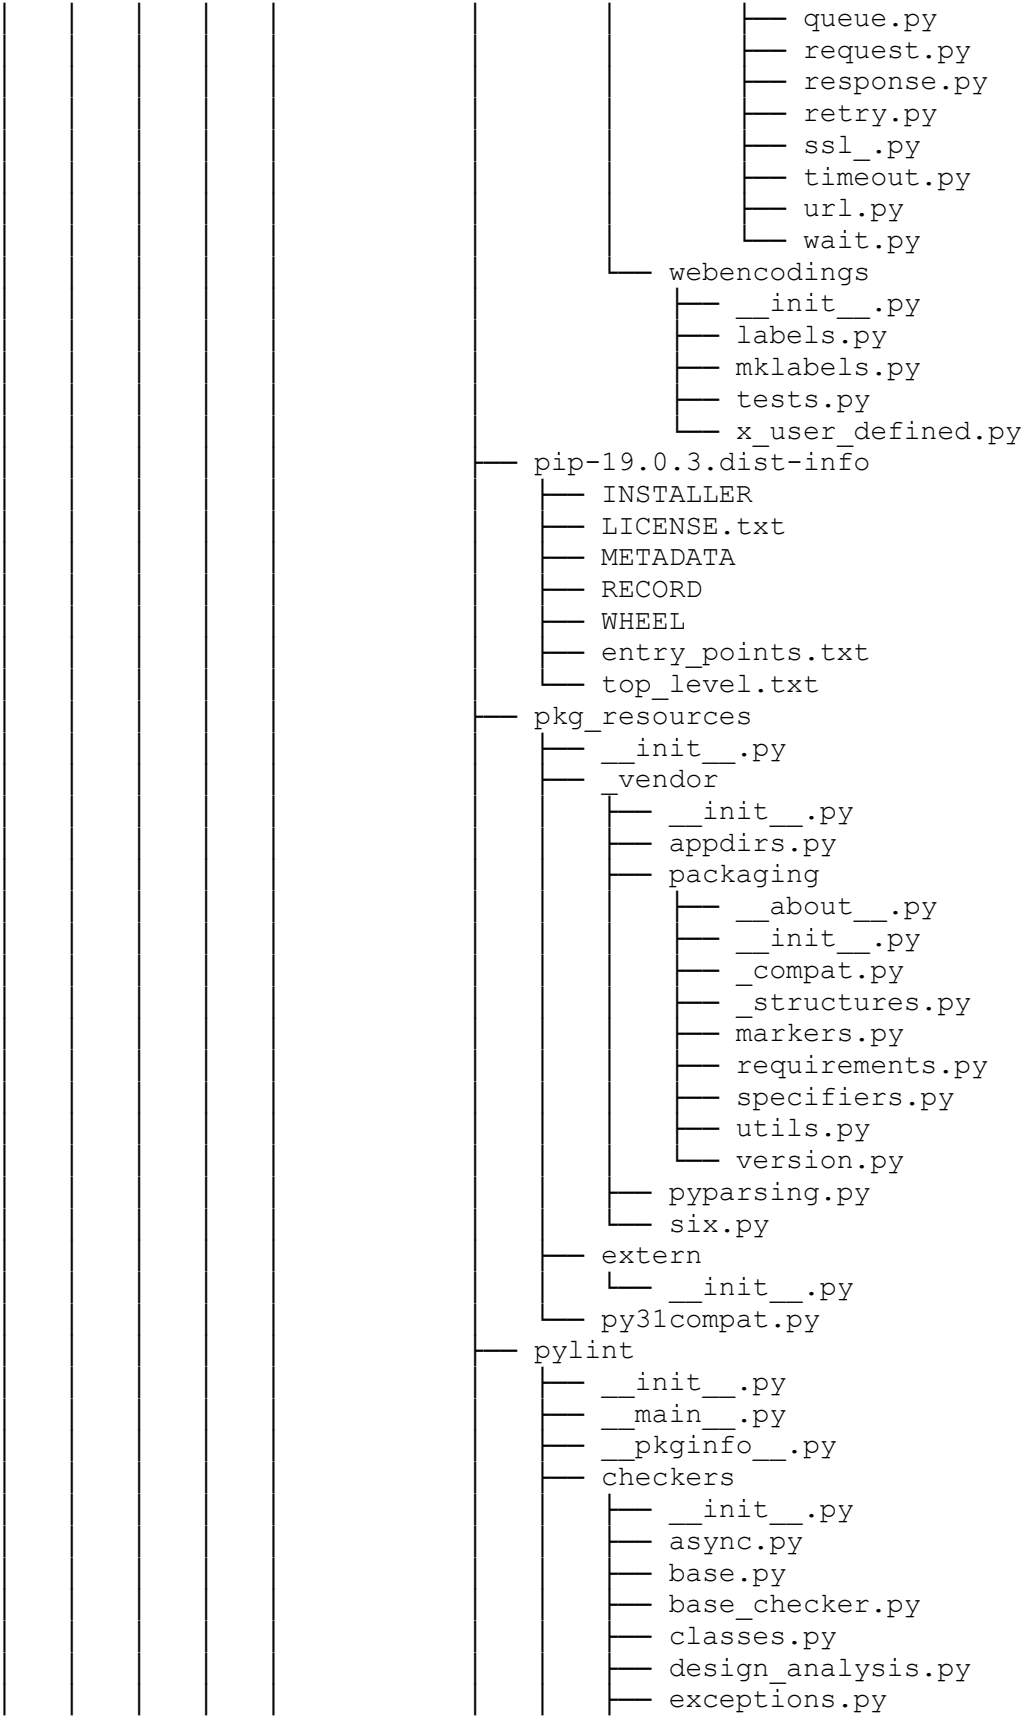 queue.py
request.py
response.py
retry.py
ssl_.py
timeout.py
url.py
wait.py
webencodings
__init__.py
labels.py
mklabels.py
tests.py
x_user_defined.py
pip-19.0.3.dist-info
INSTALLER
LICENSE.txt
METADATA
RECORD
WHEEL
entry_points.txt
top_level.txt
pkg_resources
__init__.py
_vendor
__init__.py
appdirs.py
packaging
__about__.py
__init__.py
_compat.py
_structures.py
markers.py
requirements.py
specifiers.py
utils.py
version.py
pyparsing.py
six.py
extern
__init__.py
py31compat.py
pylint
__init__.py
__main__.py
__pkginfo__.py
checkers
__init__.py
async.py
base.py
base_checker.py
classes.py
design_analysis.py
exceptions.py